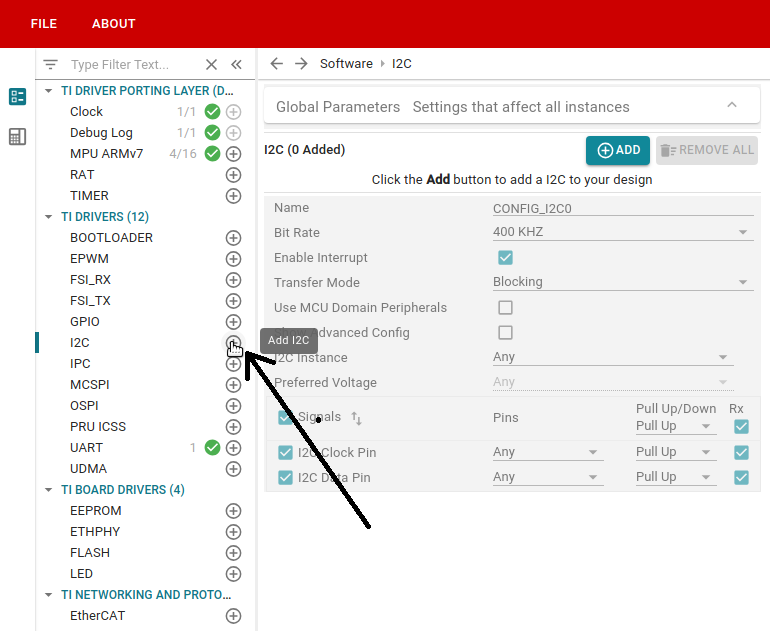 FILE ABOUT
Type Filter Text...
Software I2C
TI DRIVER PORTING LAYER (D...
Clock 1/1
Debug Log 1/1
MPU ARMv7 4/16
RAT
TIMER
TI DRIVERS (12)
BOOTLOADER
EPWM
FSI_RX
FSI_TX
GPIO
I2C
IPC
MCSPI
OSPI
PRU ICSS
UART 1
UDMA
TI BOARD DRIVERS (4)
EEPROM
ETHPHY
FLASH
LED
TI NETWORKING AND PROTO...
EtherCAT
Add I2C
Global Parameters Settings that affect all instances
I2C (0 Added) ADD REMOVE ALL
Click the Add button to add a I2C to your design
Name CONFIG_I2C0
Bit Rate 400 KHZ
Enable Interrupt
Transfer Mode Blocking
Use MCU Domain Peripherals
Advanced Config
I2C Instance Any
Preferred Voltage Any
Signals Pins Pull Up/Down Rx
Pull Up
I2C Clock Pin Any Pull Up
I2C Data Pin Any Pull Up